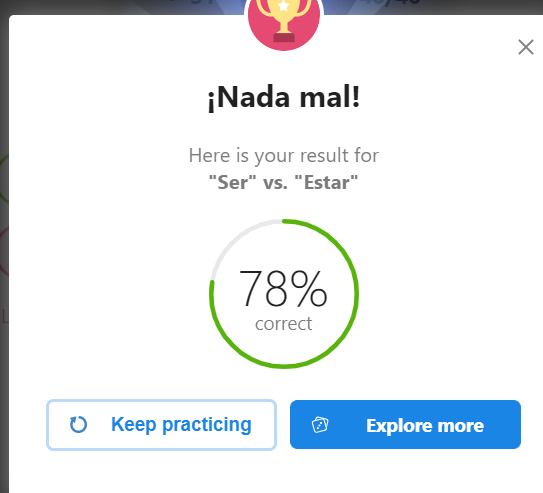 ¡Nada mal!
Here is your result for
"Ser" vs. "Estar"
78%
correct
Keep practicing
Explore more